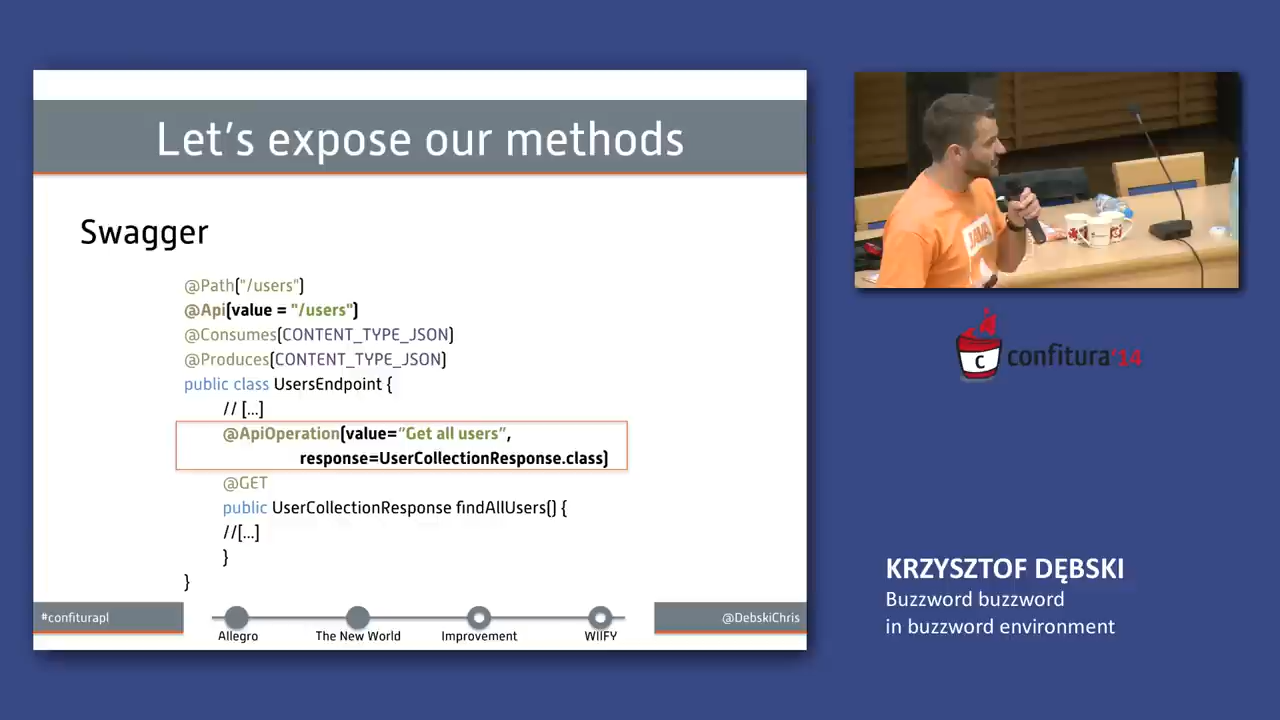 Let's expose our methods
Swagger
@Path("/users")
@Api(value = "/users")
@Consumes(CONTENT_TYPE_JSON)
@Produces(CONTENT_TYPE_JSON)
public class UsersEndpoint {
// [...]
@ApiOperation(value="Get all users",
response=UserCollectionResponse.class)
@GET
public UserCollectionResponse findAllUsers() {
//[...]
}
}
#confiturapl
Allegro
The New World
Improvement
WIIFY
@DebskiChris
JAVA
C
confitura'14
KRZYSZTOF DĘBSKI
Buzzword buzzword
in buzzword environment